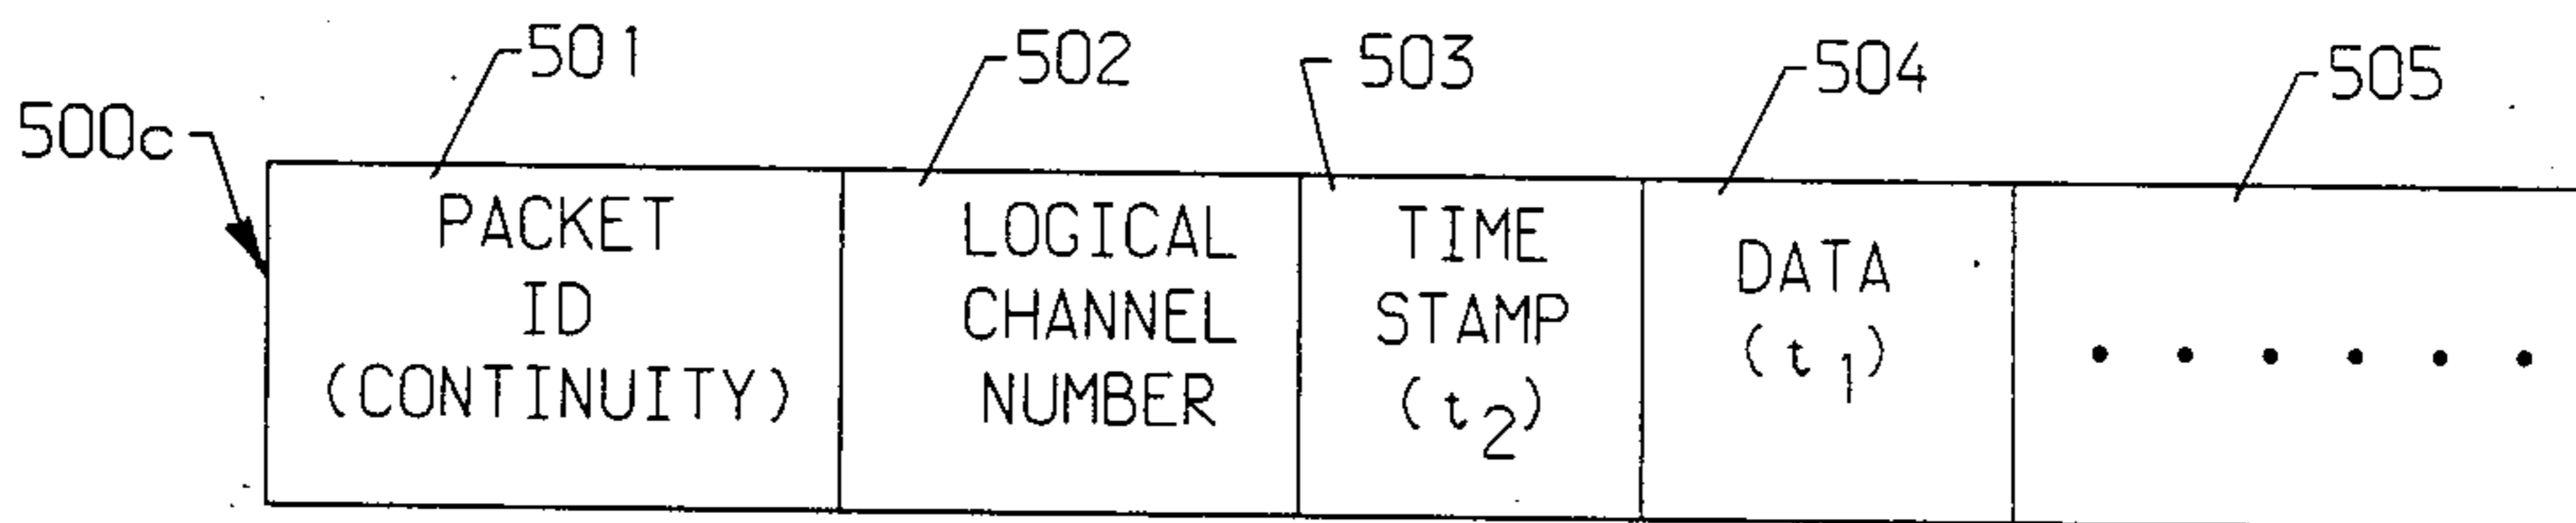 501
502
503
504
505
500c
PACKET
ID
(CONTINUITY)
LOGICAL
CHANNEL
NUMBER
TIME
STAMP
(t2)
DATA
(t1)
......